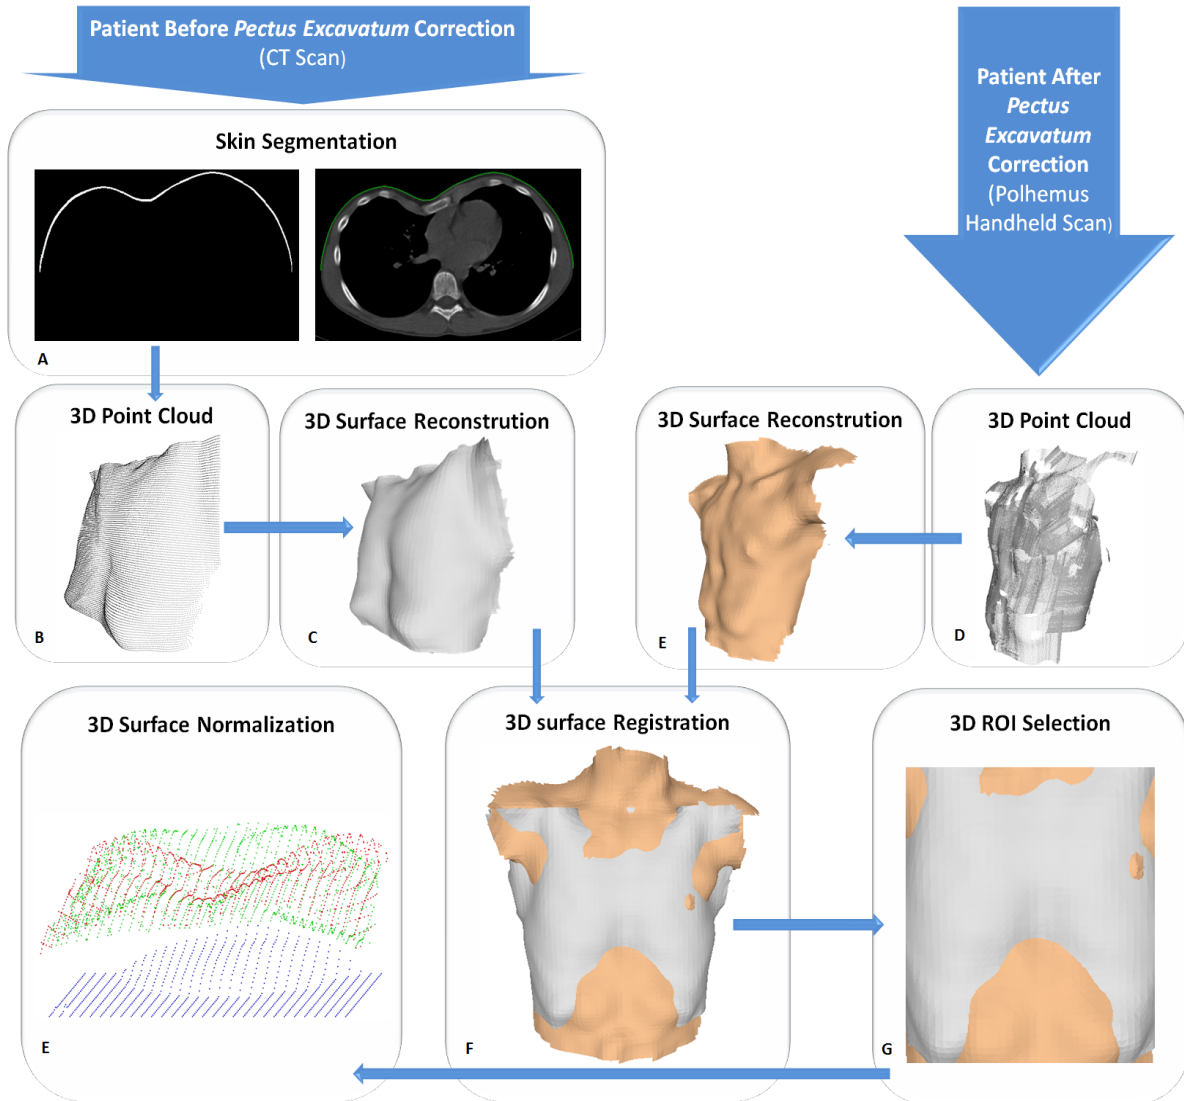 Patient Before Pectus Excavatum Correction
(CT Scan)
Patient After
Pectus
Excavatum
Correction
(Polhemus
Handheld Scan)
Skin Segmentation
A
3D Point Cloud
B
3D Surface Reconstrution
C
3D Surface Reconstrution
E
3D Point Cloud
D
3D Surface Normalization
E
3D surface Registration
F
3D ROI Selection
G